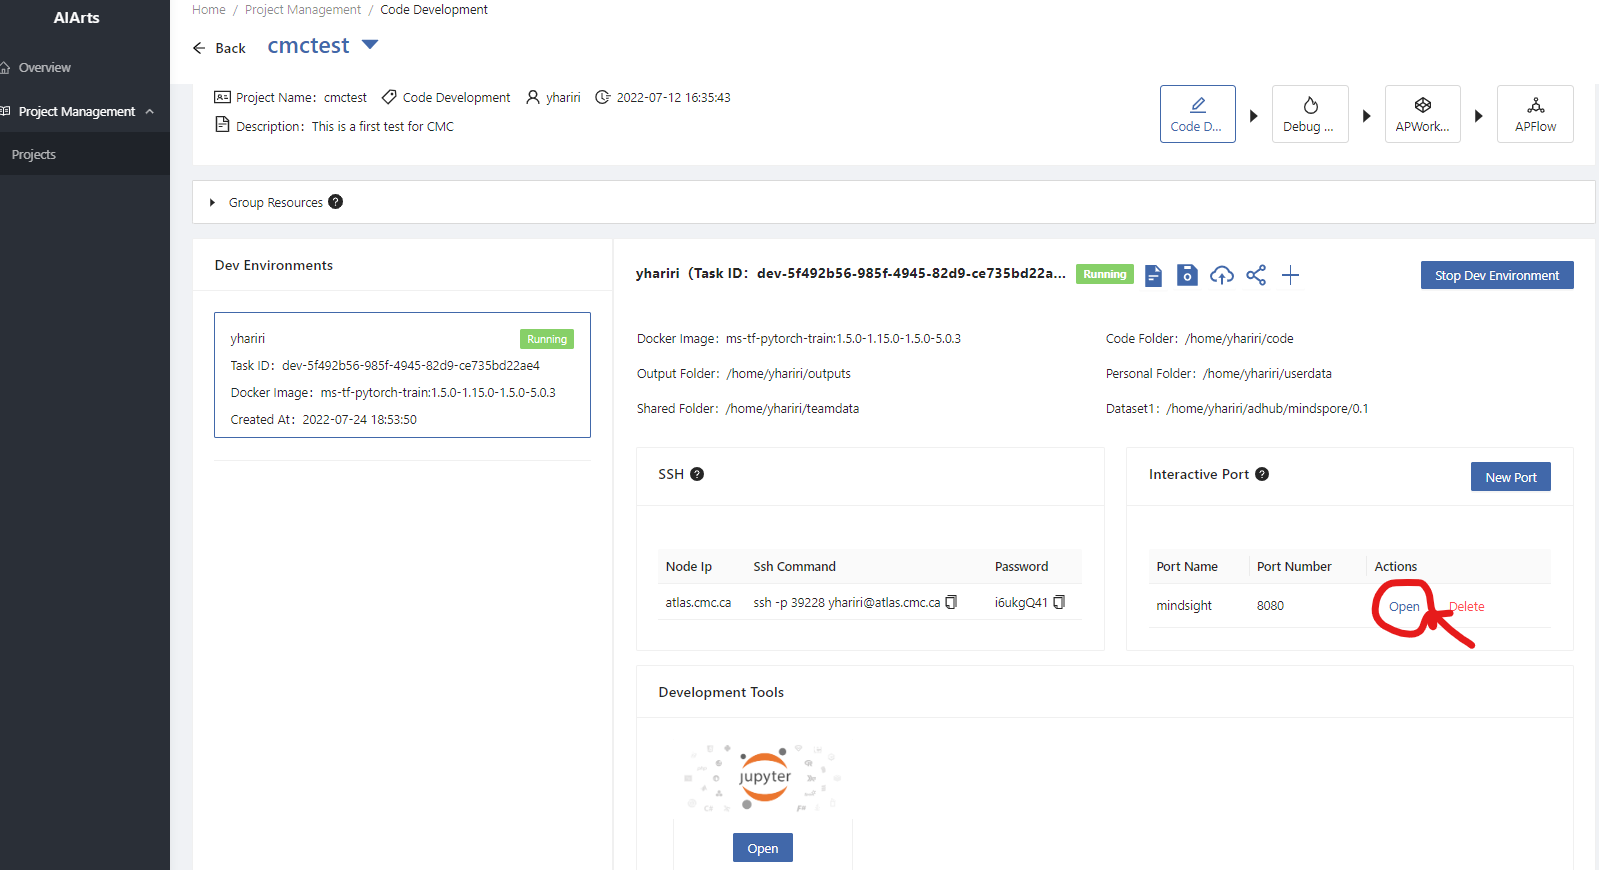 AIArts
Home / Project Management / Code Development
Back cmctest
Overview
Project Management
Projects
Project Name: cmctest Code Development yhariri 2022-07-12 16:35:43
Description: This is a first test for CMC
Code D... Debug ... APWork... APFlow
Group Resources ?
Dev Environments
yhariri Running
Task ID: dev-5f492b56-985f-4945-82d9-ce735bd22ae4
Docker Image: ms-tf-pytorch-train:1.5.0-1.15.0-1.5.0-5.0.3
Created At: 2022-07-24 18:53:50
yhariri (Task ID: dev-5f492b56-985f-4945-82d9-ce735bd22a... Running
Stop Dev Environment
Docker Image: ms-tf-pytorch-train:1.5.0-1.15.0-1.5.0-5.0.3 Code Folder: /home/yhariri/code
Output Folder: /home/yhariri/outputs Personal Folder: /home/yhariri/userdata
Shared Folder: /home/yhariri/teamdata Dataset1: /home/yhariri/adhub/mindspore/0.1
SSH ?
Node Ip Ssh Command Password
atlas.cmc.ca ssh -p 39228 yhariri@atlas.cmc.ca i6ukgQ41
Interactive Port ? New Port
Port Name Port Number Actions
mindsight 8080 Open Delete
Development Tools
jupyter
Open